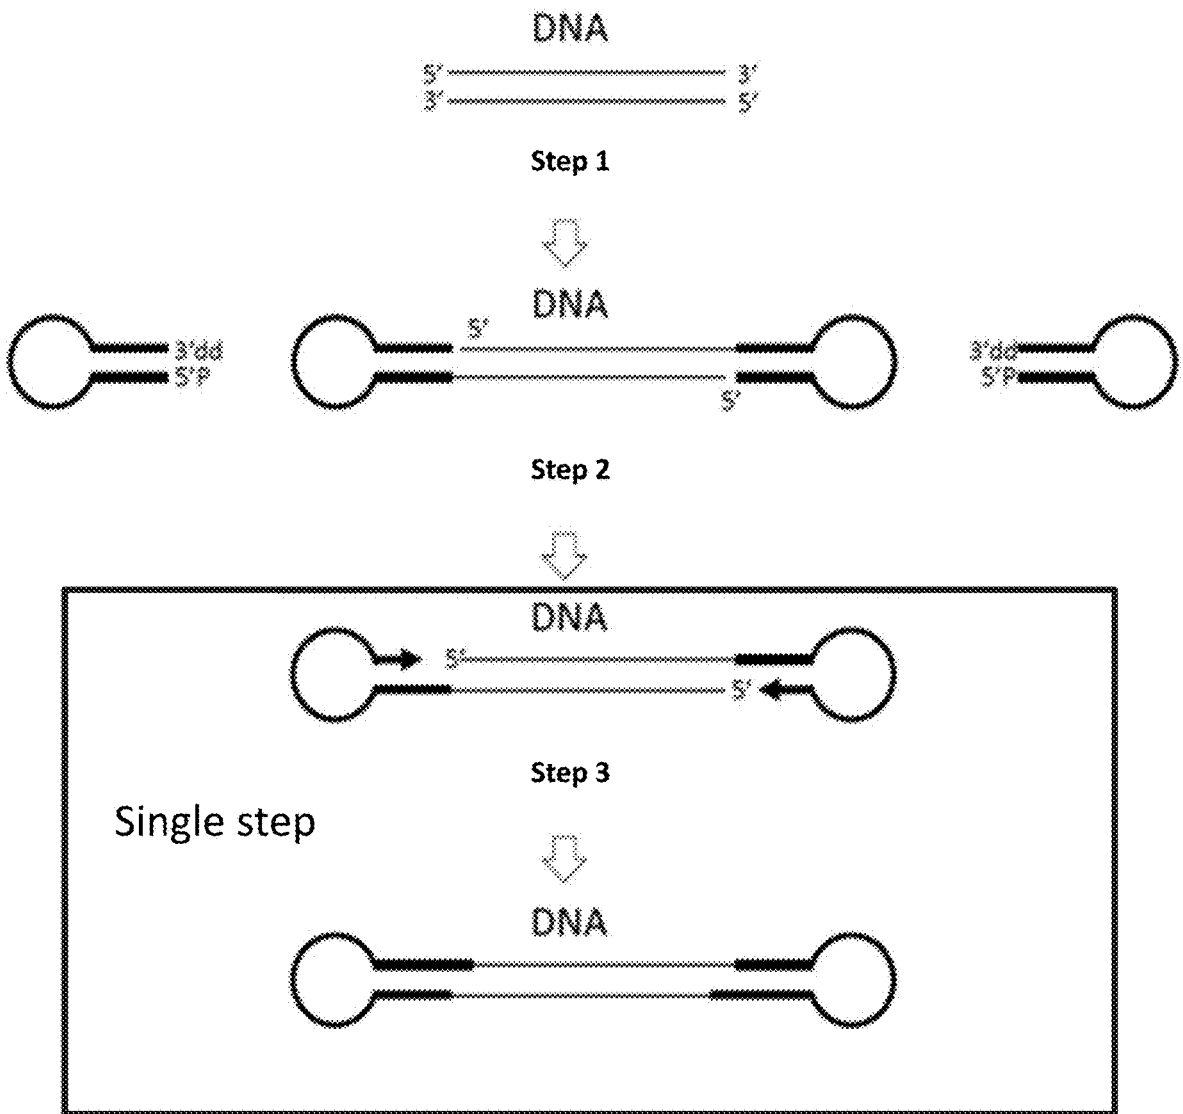 DNA
5' 3'
3' 5'
Step 1
DNA
5'
3'dd 3'dd
5'P 5'P
5'
Step 2
DNA
5'
5'
Step 3
Single step
DNA